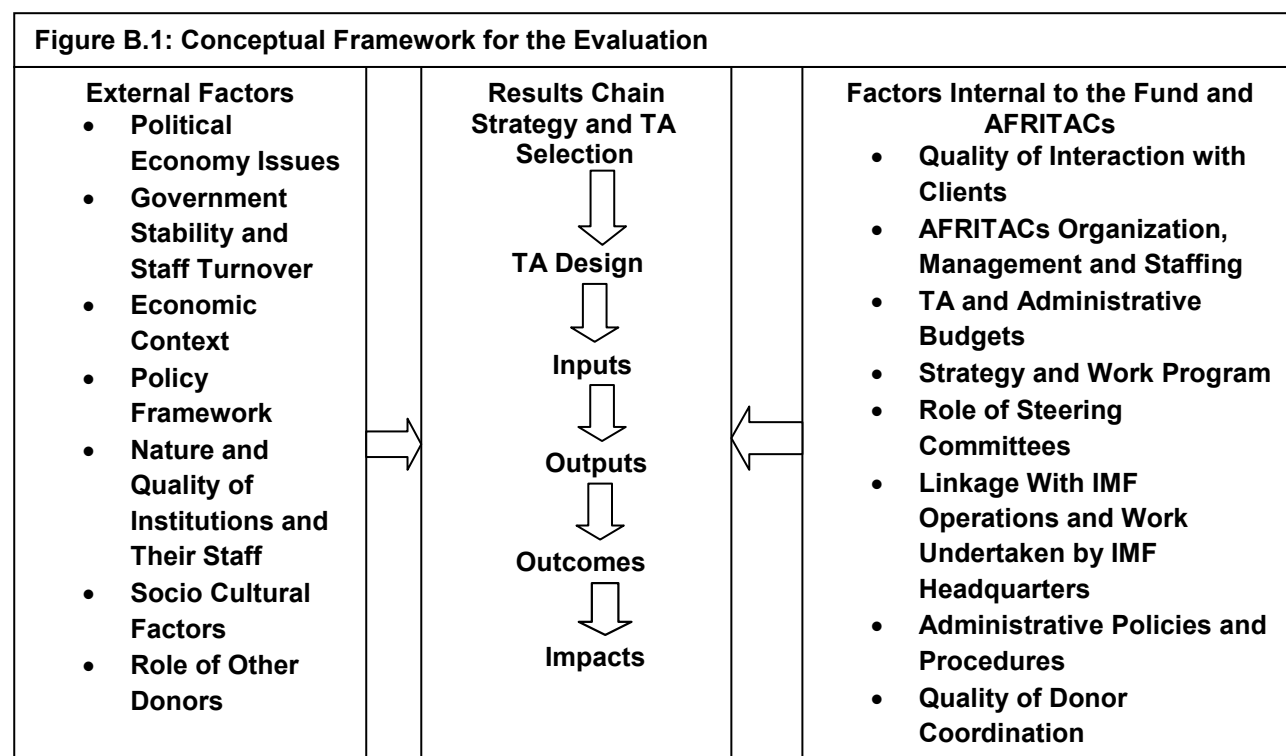 Figure B.1: Conceptual Framework for the Evaluation
External Factors
• Political
Economy Issues
• Government
Stability and
Staff Turnover
• Economic
Context
• Policy
Framework
• Nature and
Quality of
Institutions and
Their Staff
• Socio Cultural
Factors
• Role of Other
Donors
Results Chain
Strategy and TA
Selection
TA Design
Inputs
Outputs
Outcomes
Impacts
Factors Internal to the Fund and
AFRITACs
• Quality of Interaction with
Clients
• AFRITACs Organization,
Management and Staffing
• TA and Administrative
Budgets
• Strategy and Work Program
• Role of Steering
Committees
• Linkage With IMF
Operations and Work
Undertaken by IMF
Headquarters
• Administrative Policies and
Procedures
• Quality of Donor
Coordination